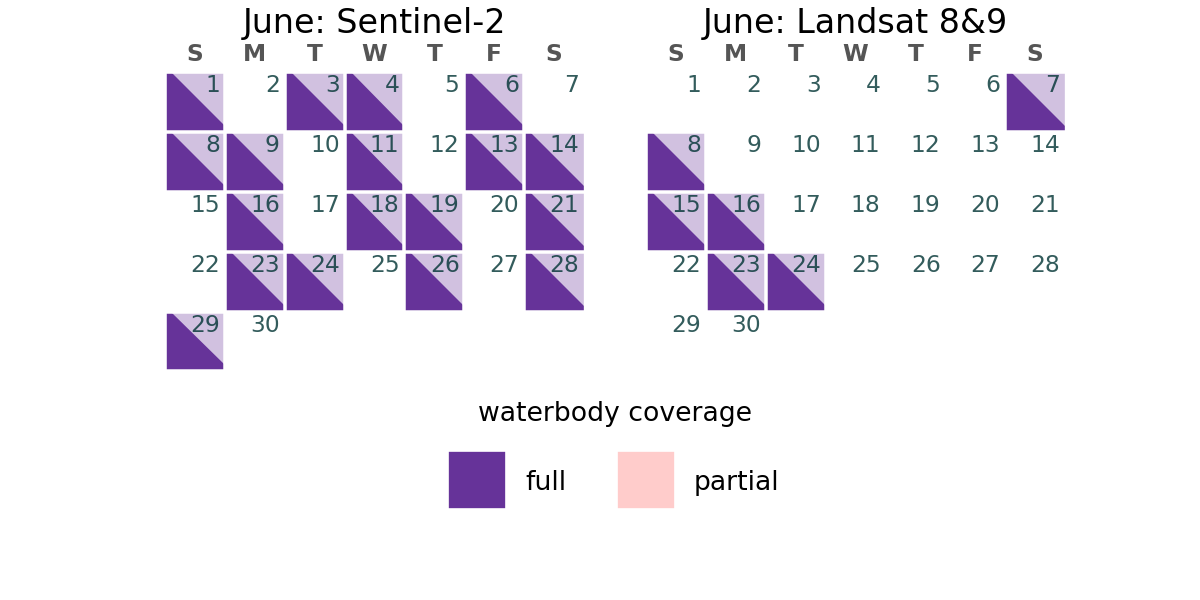 June: Sentinel-2
S M T W T F S
1 2 3 4 5 6 7
8 9 10 11 12 13 14
15 16 17 18 19 20 21
22 23 24 25 26 27 28
29 30
June: Landsat 8&9
S M T W T F S
1 2 3 4 5 6 7
8 9 10 11 12 13 14
15 16 17 18 19 20 21
22 23 24 25 26 27 28
29 30
waterbody coverage
full partial